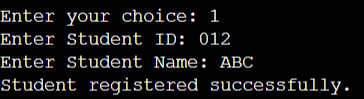 Enter your choice: 1
Enter Student ID: 012
Enter Student Name: ABC
Student registered successfully.